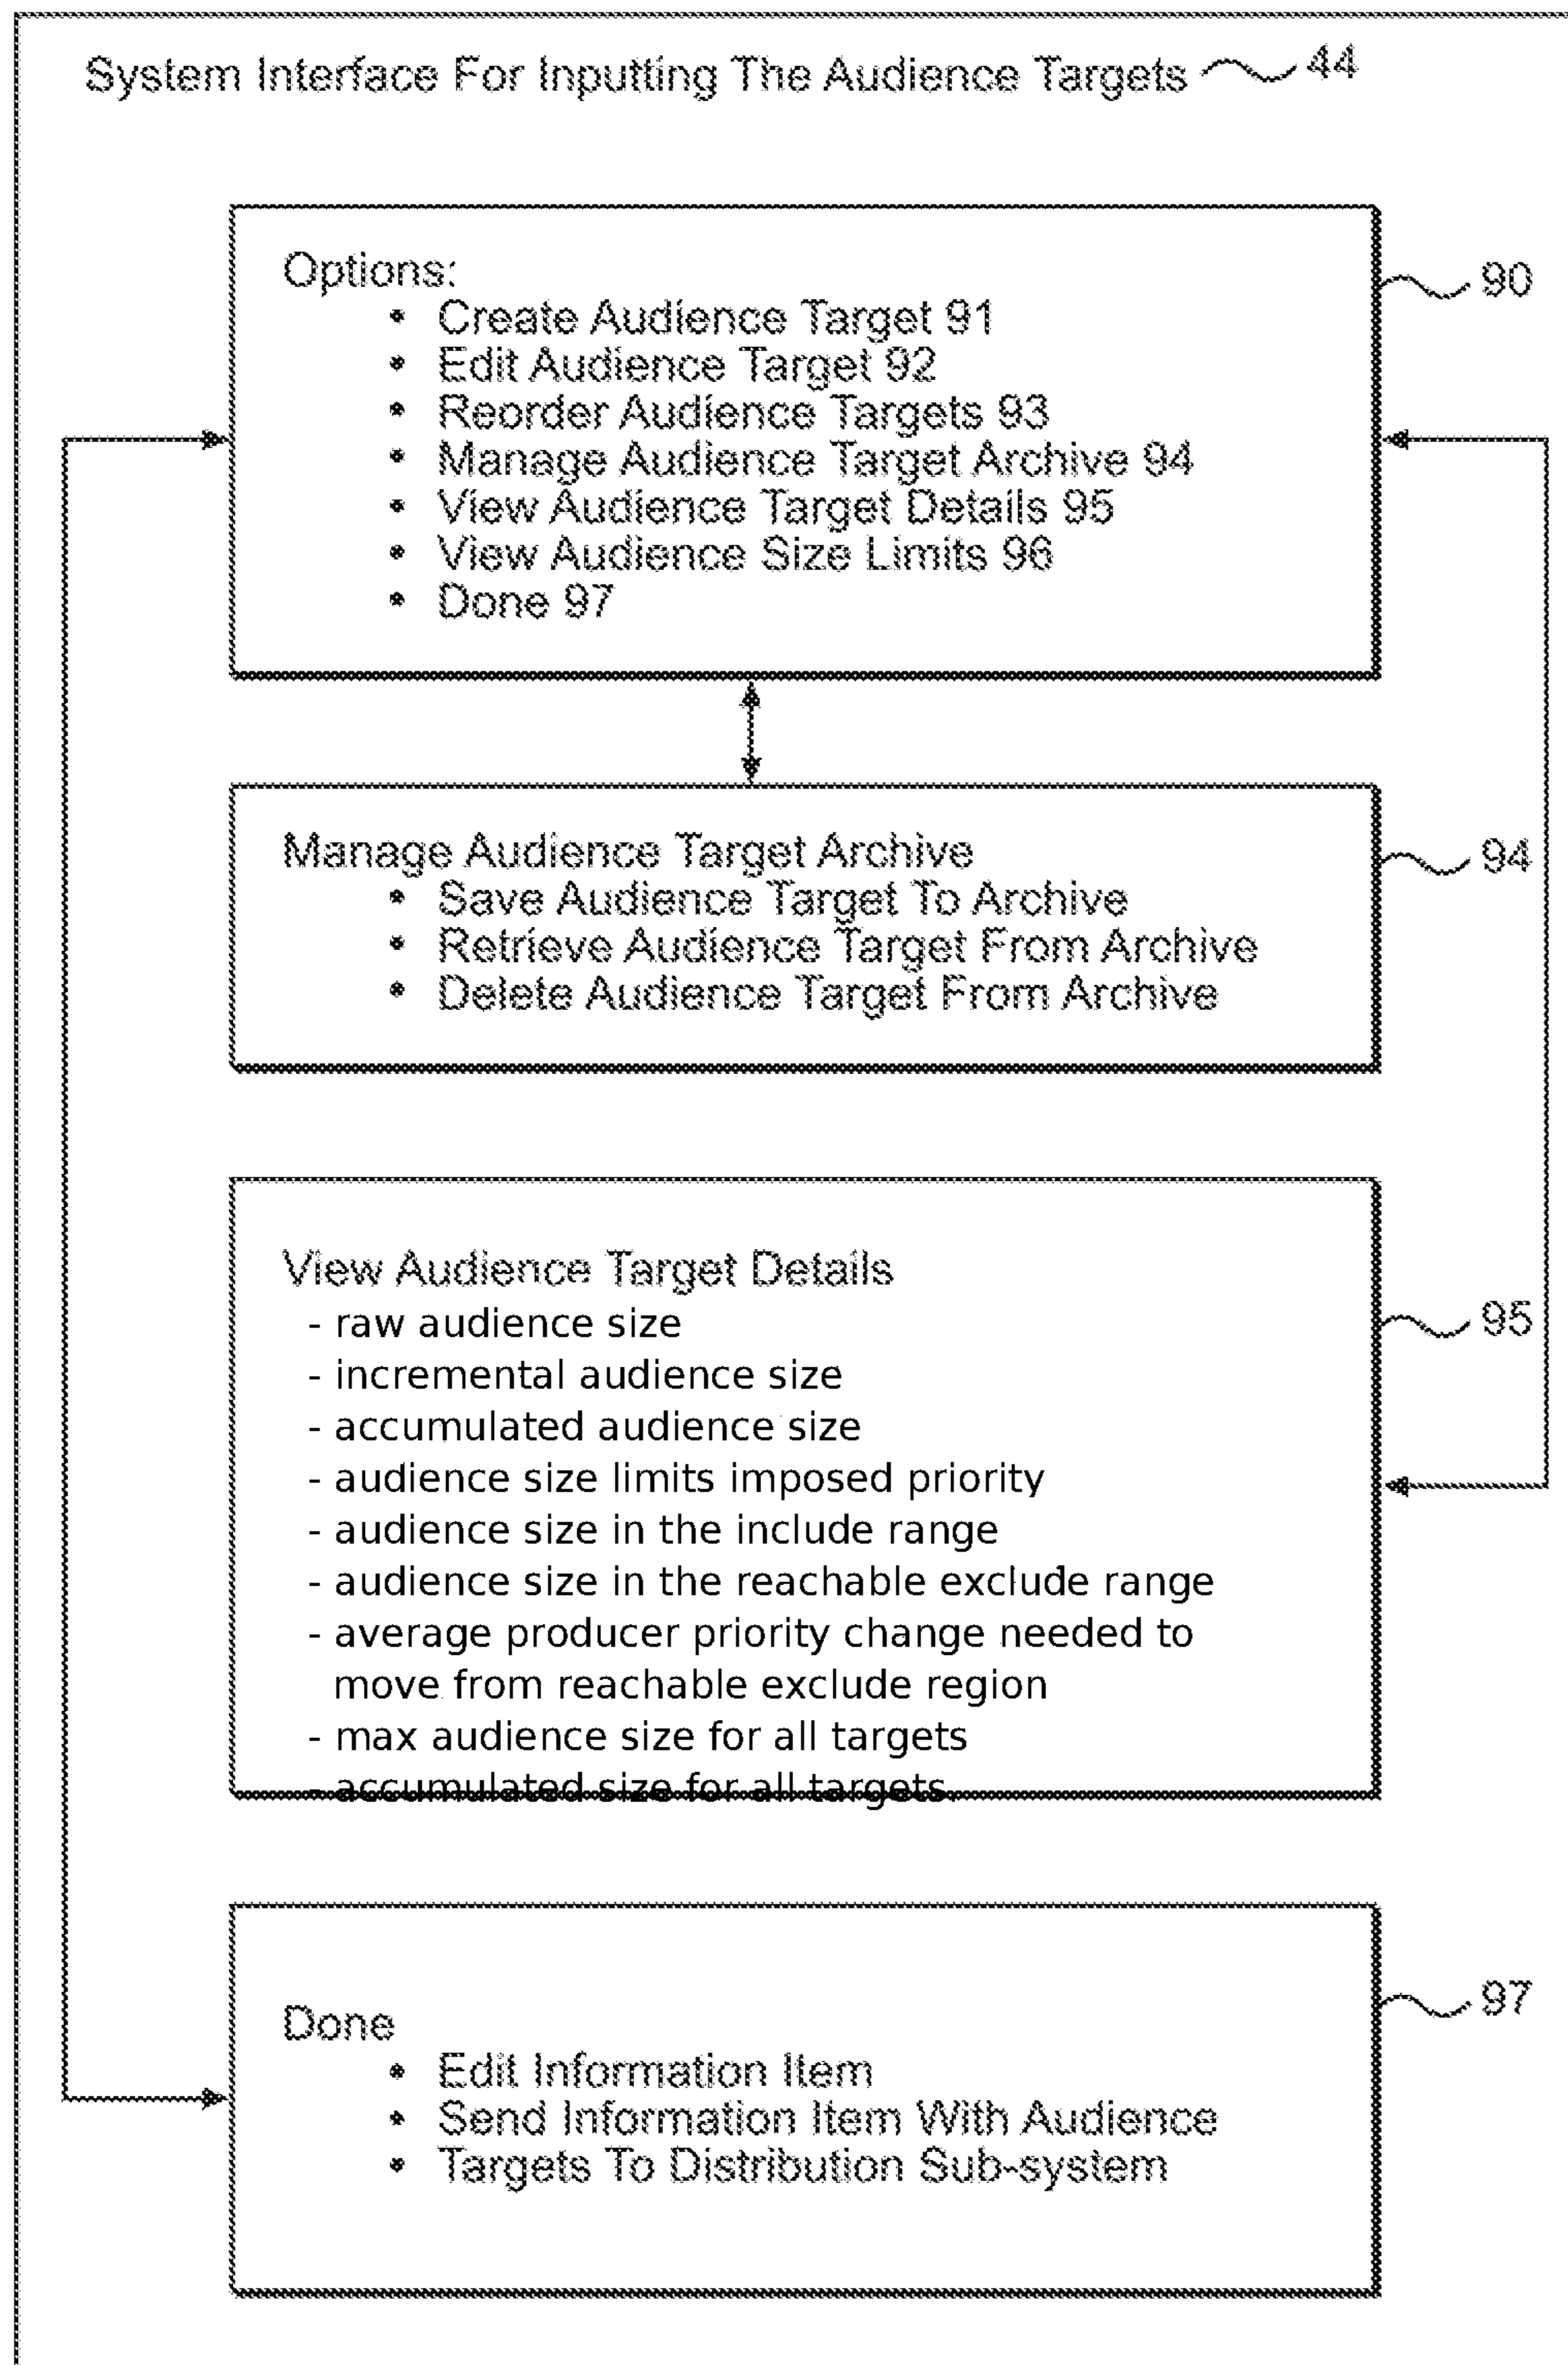 System Interface For Inputting The Audience Targets 44
Options:
• Create Audience Target 91
• Edit Audience Target 92
• Reorder Audience Targets 93
• Manage Audience Target Archive 94
• View Audience Target Details 95
• View Audience Size Limits 96
• Done 97
90
Manage Audience Target Archive
• Save Audience Target To Archive
• Retrieve Audience Target From Archive
• Delete Audience Target From Archive
94
View Audience Target Details
- raw audience size
- incremental audience size
- accumulated audience size
- audience size limits imposed priority
- audience size in the include range
- audience size in the reachable exclude range
- average producer priority change needed to
move from reachable exclude region
- max audience size for all targets
- accumulated size for all targets.
95
Done
• Edit Information Item
• Send Information Item With Audience
• Targets To Distribution Sub-system
97